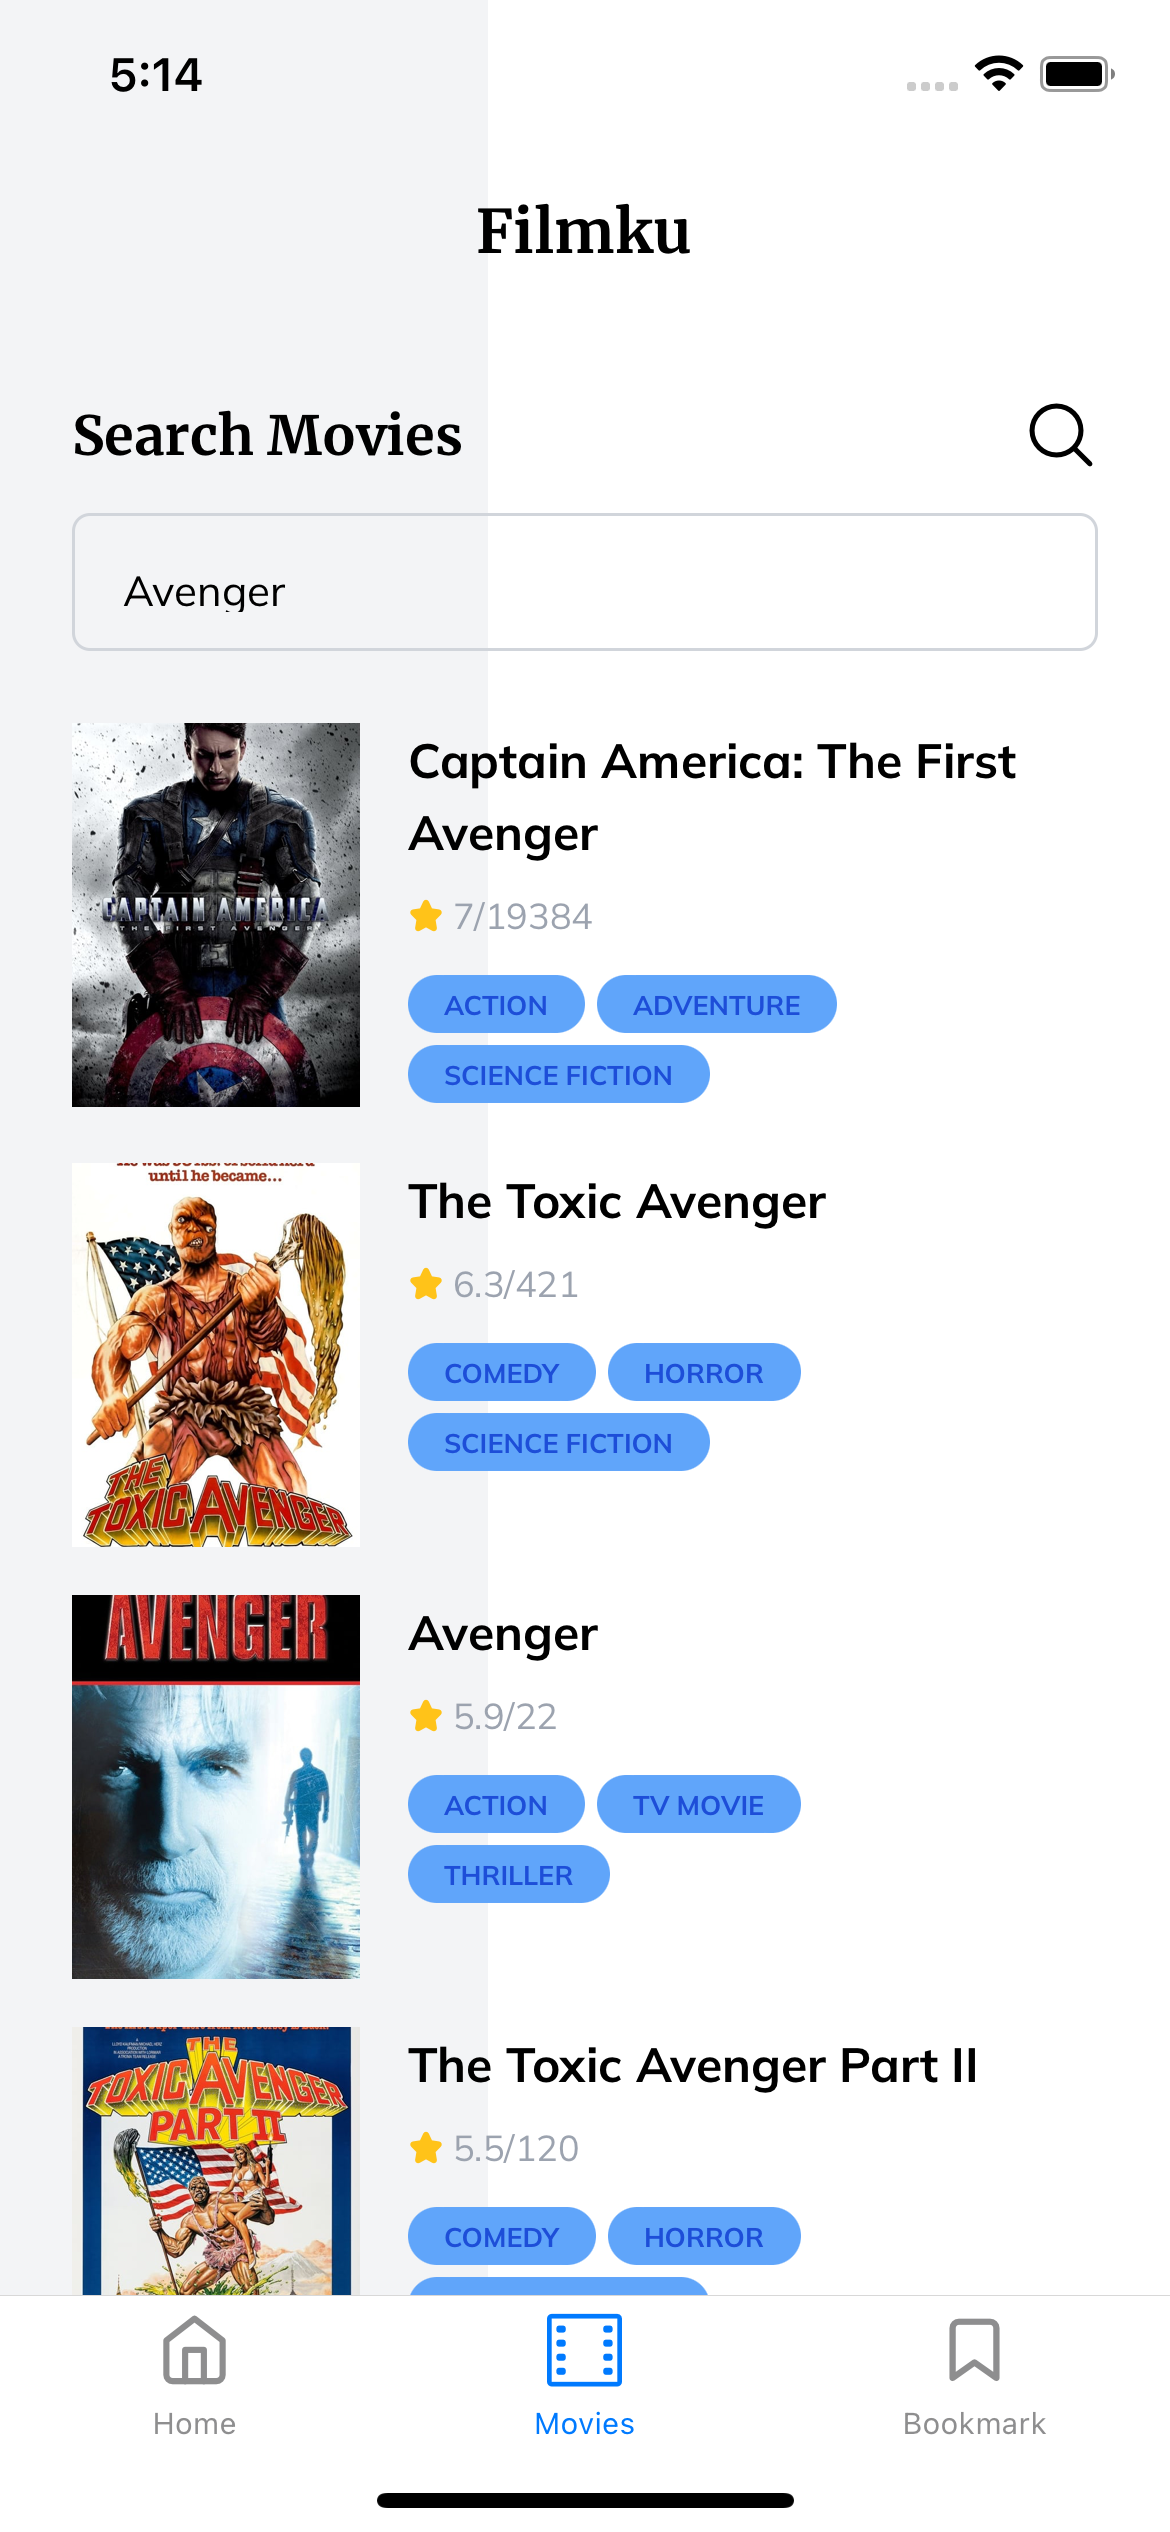 5:14
Filmku
Search Movies
Avenger
CAPTAIN AMERICA
THE FIRST AVENGER
Captain America: The First
Avenger
7/19384
ACTION
ADVENTURE
SCIENCE FICTION
until he became...
THE
TOXIC AVENGER
The Toxic Avenger
6.3/421
COMEDY
HORROR
SCIENCE FICTION
AVENGER
Avenger
5.9/22
ACTION
TV MOVIE
THRILLER
THE
TOXIC AVENGER
PART II
The Toxic Avenger Part II
5.5/120
COMEDY
HORROR
Home
Movies
Bookmark